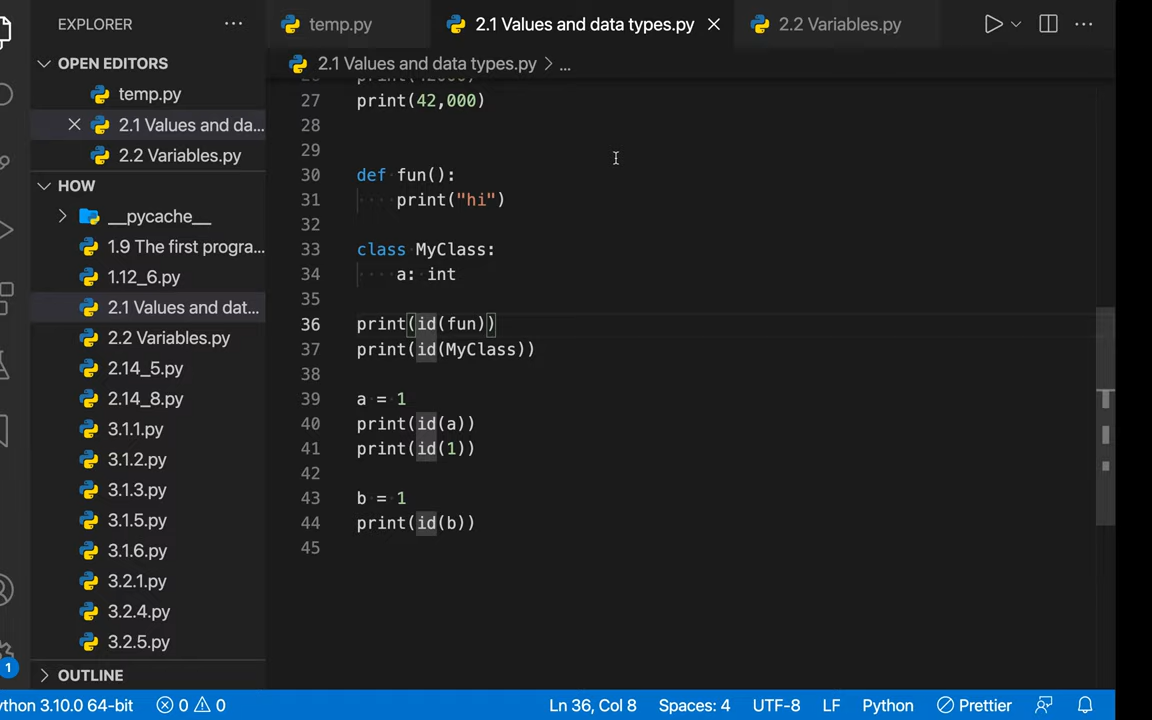 EXPLORER ...
OPEN EDITORS
temp.py
2.1 Values and da...
2.2 Variables.py
HOW
__pycache__
1.9 The first progra...
1.12_6.py
2.1 Values and dat...
2.2 Variables.py
2.14_5.py
2.14_8.py
3.1.1.py
3.1.2.py
3.1.3.py
3.1.5.py
3.1.6.py
3.2.1.py
3.2.4.py
3.2.5.py
OUTLINE
temp.py 2.1 Values and data types.py 2.2 Variables.py ...
2.1 Values and data types.py > ...
27 print(42,000)
28
29
30 def fun():
31 print("hi")
32
33 class MyClass:
34 a: int
35
36 print(id(fun))
37 print(id(MyClass))
38
39 a = 1
40 print(id(a))
41 print(id(1))
42
43 b = 1
44 print(id(b))
45
1
ython 3.10.0 64-bit 0 0 Ln 36, Col 8 Spaces: 4 UTF-8 LF Python Prettier